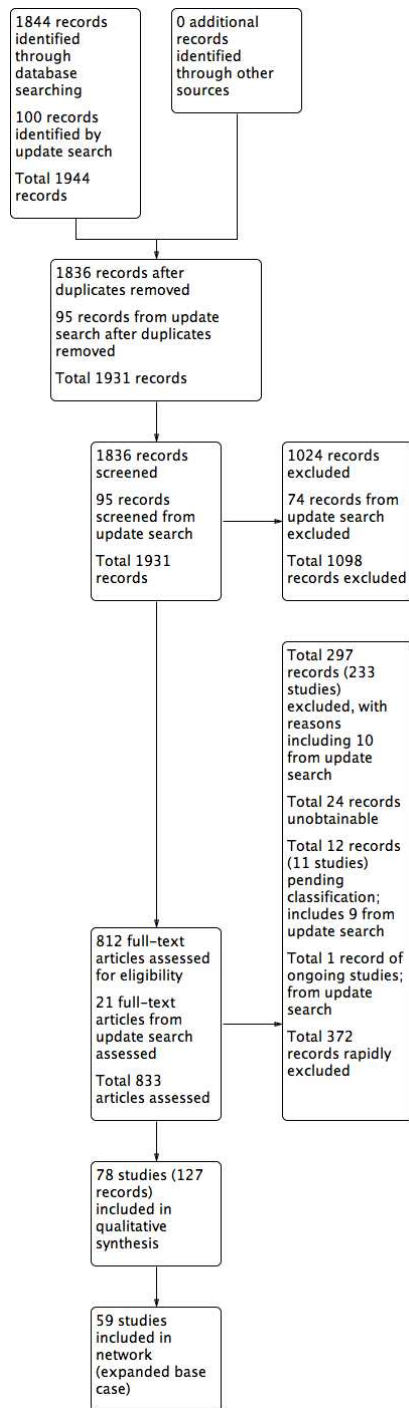 1844 records
identified
through
database
searching
100 records
identified by
update search
Total 1944
records
0 additional
records
identified
through other
sources
1836 records after
duplicates removed
95 records from update
search after duplicates
removed
Total 1931 records
1836 records
screened
95 records
screened from
update search
Total 1931
records
1024 records
excluded
74 records from
update search
excluded
Total 1098
records excluded
Total 297
records (233
studies)
excluded, with
reasons
including 10
from update
search
Total 24 records
unobtainable
Total 12 records
(11 studies)
pending
classification;
includes 9 from
update search
Total 1 record of
ongoing studies;
from update
search
Total 372
records rapidly
excluded
812 full-text
articles assessed
for eligibility
21 full-text
articles from
update search
assessed
Total 833
articles assessed
78 studies (127
records)
included in
qualitative
synthesis
59 studies
included in
network
(expanded base
case)